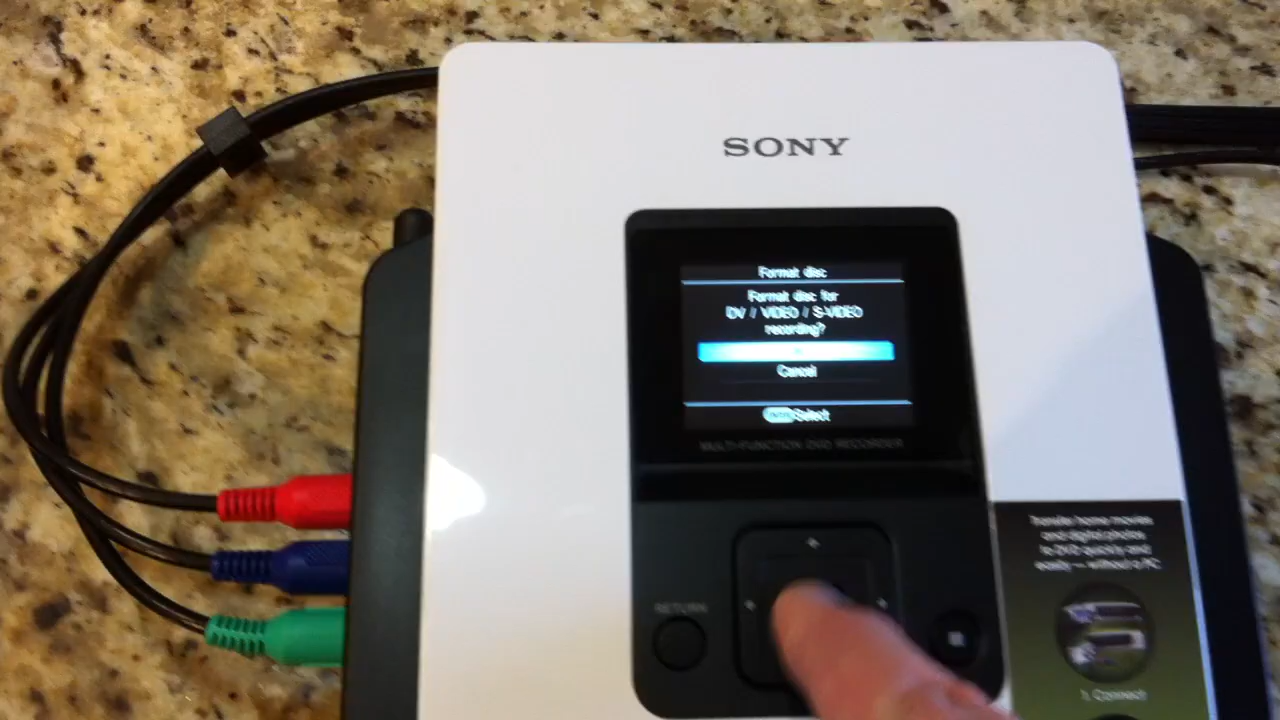 SONY
Format disc
Format disc for
DV // VIDEO // S-VIDEO
recording?
Cancel
Select
MULTI-FUNCTION DVD RECORDER
RETURN
Transfer home movies
and digital photos
to DVD quickly and
easily — without a PC
1. Connect